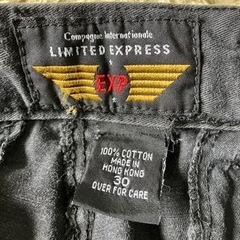 Compagnie Internationale
LIMITED EXPRESS
EXP
100% COTTON
MADE IN
HONG KONG
30
OVER FOR CARE